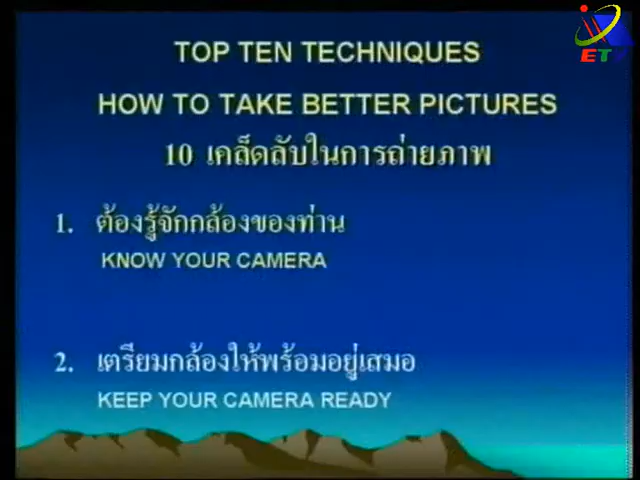 ETV
TOP TEN TECHNIQUES
HOW TO TAKE BETTER PICTURES
10 เคล็ดลับในการถ่ายภาพ
1. ต้องรู้จักกล้องของท่าน
KNOW YOUR CAMERA
2. เตรียมกล้องให้พร้อมอยู่เสมอ
KEEP YOUR CAMERA READY